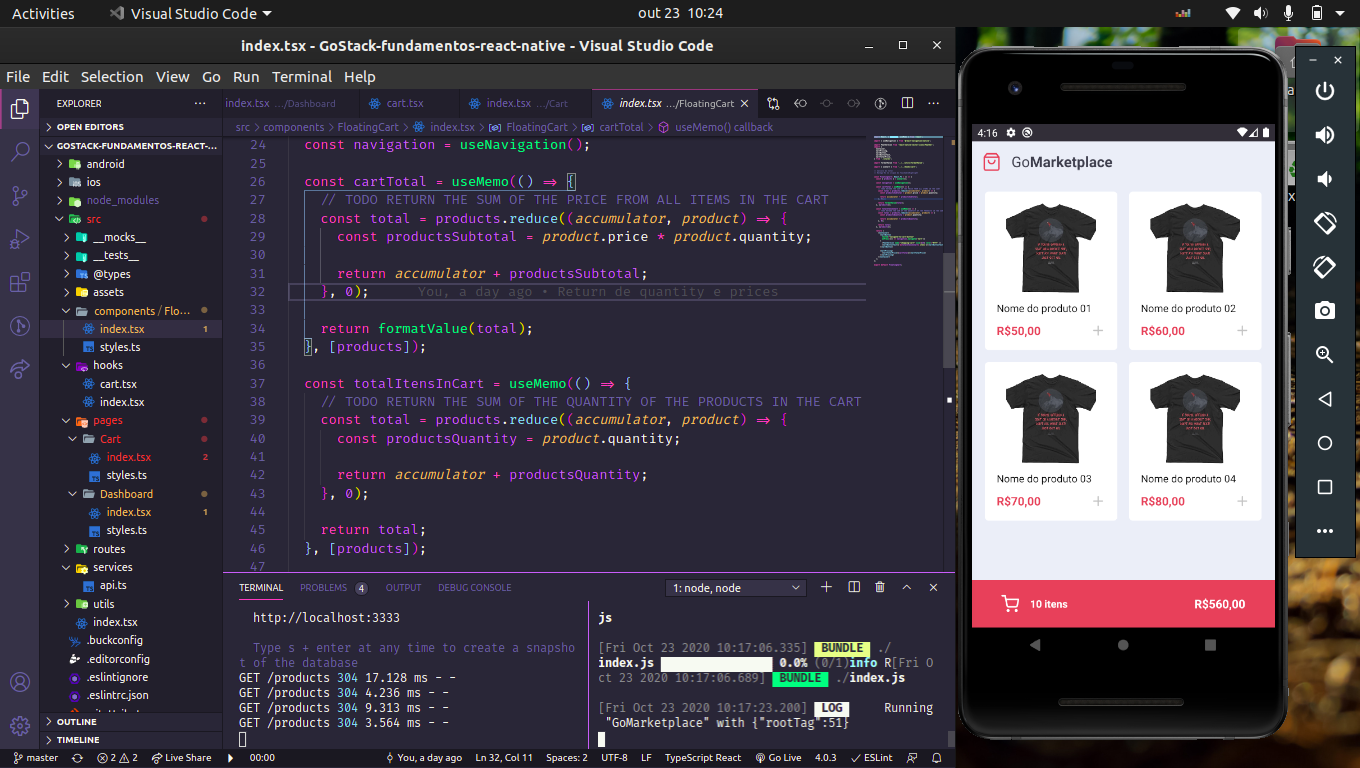 Activities
Visual Studio Code
out 23 10:24
index.tsx - GoStack-fundamentos-react-native - Visual Studio Code
File Edit Selection View Go Run Terminal Help
EXPLORER
OPEN EDITORS
GOSTACK-FUNDAMENTOS-REACT-...
android
ios
node_modules
src
__mocks__
__tests__
@types
assets
components / Flo...
index.tsx 1
styles.ts
hooks
cart.tsx
index.tsx
pages
Cart
index.tsx 2
styles.ts
Dashboard
index.tsx 1
styles.ts
routes
services
api.ts
utils
index.tsx
.buckconfig
.editorconfig
.eslintignore
.eslintrc.json
OUTLINE
TIMELINE
index.tsx .../Dashboard
cart.tsx
index.tsx .../Cart
index.tsx .../FloatingCart
src > components > FloatingCart > index.tsx > FloatingCart > cartTotal > useMemo() callback
24 const navigation = useNavigation();
25
26 const cartTotal = useMemo(() => {
27 // TODO RETURN THE SUM OF THE PRICE FROM ALL ITEMS IN THE CART
28 const total = products.reduce((accumulator, product) => {
29 const productsSubtotal = product.price * product.quantity;
30
31 return accumulator + productsSubtotal;
32 }, 0); You, a day ago • Return de quantity e prices
33
34 return formatValue(total);
35 }, [products]);
36
37 const totalItensInCart = useMemo(() => {
38 // TODO RETURN THE SUM OF THE QUANTITY OF THE PRODUCTS IN THE CART
39 const total = products.reduce((accumulator, product) => {
40 const productsQuantity = product.quantity;
41
42 return accumulator + productsQuantity;
43 }, 0);
44
45 return total;
46 }, [products]);
47
TERMINAL PROBLEMS 4 OUTPUT DEBUG CONSOLE
1: node, node
http://localhost:3333
Type s + enter at any time to create a snapsho
t of the database
GET /products 304 17.128 ms - -
GET /products 304 4.236 ms - -
GET /products 304 9.313 ms - -
GET /products 304 3.564 ms - -
js
[Fri Oct 23 2020 10:17:06.335] BUNDLE ./
index.js 0.0% (0/1)info R[Fri O
ct 23 2020 10:17:06.689] BUNDLE ./index.js
[Fri Oct 23 2020 10:17:23.200] LOG Running
"GoMarketplace" with {"rootTag":51}
master 2 2 Live Share 00:00 You, a day ago Ln 32, Col 11 Spaces: 2 UTF-8 LF TypeScript React Go Live 4.0.3 ESLint
4:16
GoMarketplace
Nome do produto 01
R$50,00 +
Nome do produto 02
R$60,00 +
Nome do produto 03
R$70,00 +
Nome do produto 04
R$80,00 +
10 itens
R$560,00